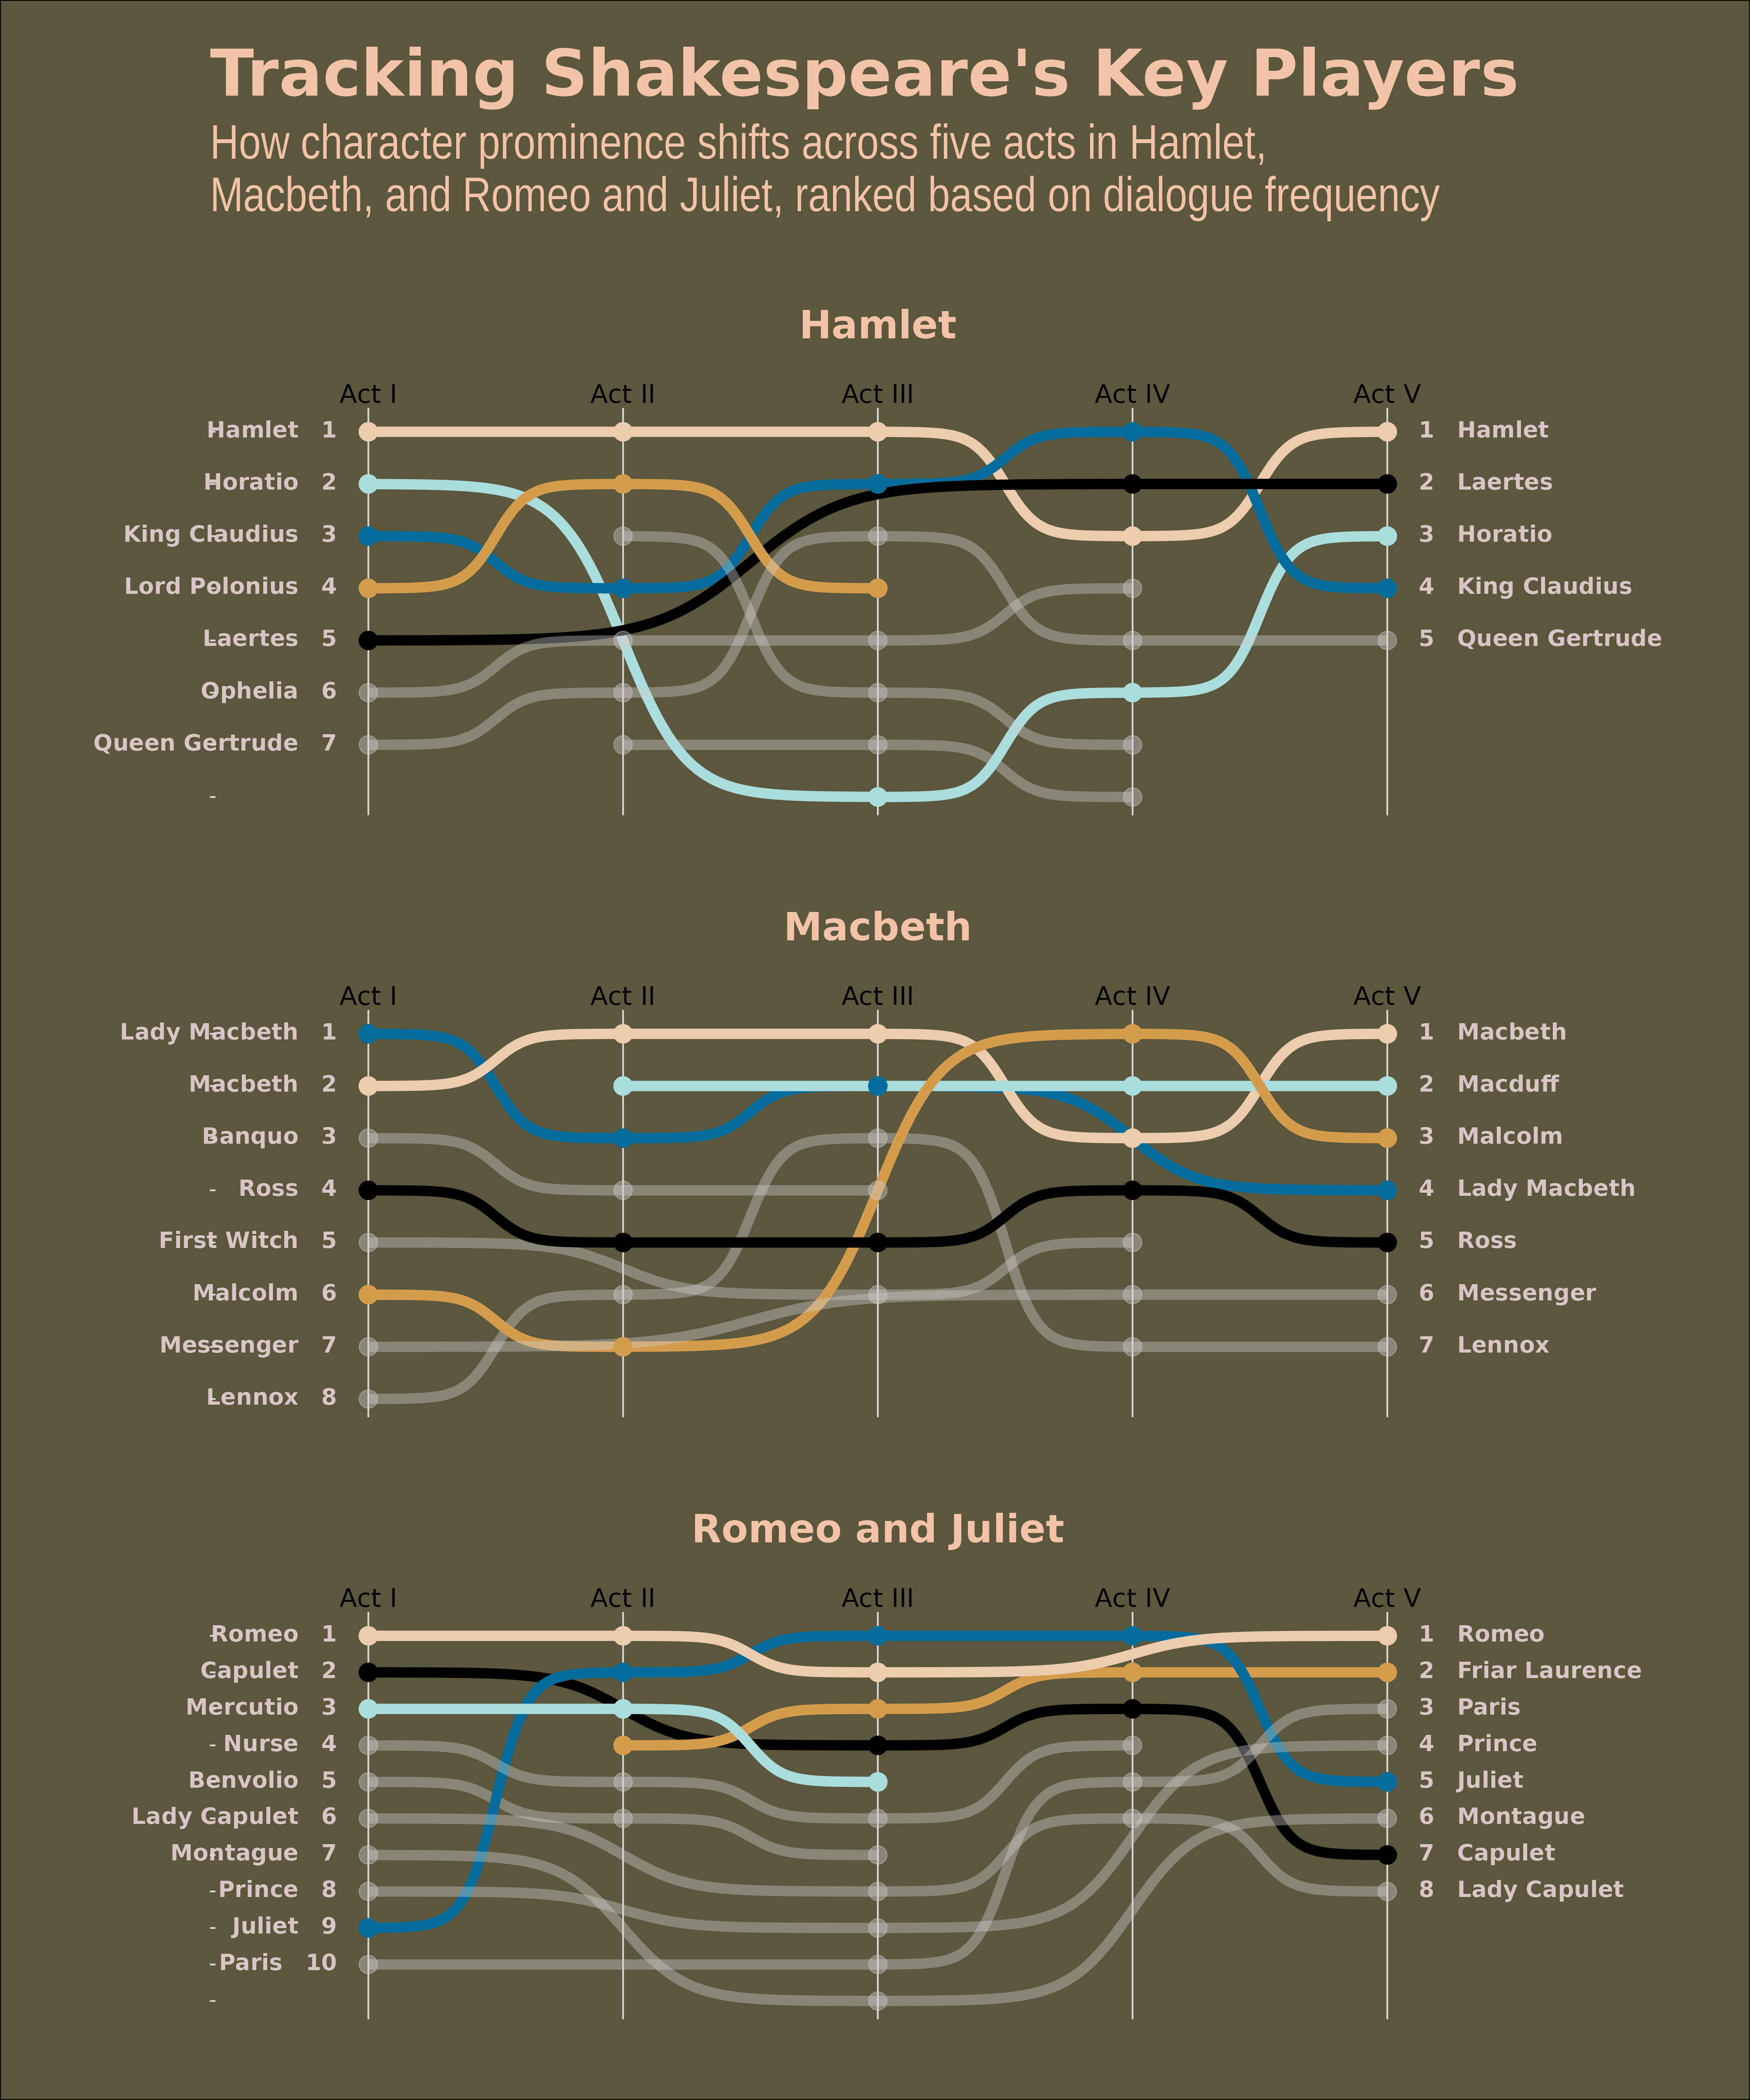 Tracking Shakespeare's Key Players
How character prominence shifts across five acts in Hamlet,
Macbeth, and Romeo and Juliet, ranked based on dialogue frequency
Hamlet
Act I Act II Act III Act IV Act V
Hamlet 1 1 Hamlet
Horatio 2 2 Laertes
King Claudius 3 3 Horatio
Lord Polonius 4 4 King Claudius
Laertes 5 5 Queen Gertrude
Ophelia 6
Queen Gertrude 7
-
Macbeth
Act I Act II Act III Act IV Act V
Lady Macbeth 1 1 Macbeth
Macbeth 2 2 Macduff
Banquo 3 3 Malcolm
- Ross 4 4 Lady Macbeth
First Witch 5 5 Ross
Malcolm 6 6 Messenger
Messenger 7 7 Lennox
Lennox 8
Romeo and Juliet
Act I Act II Act III Act IV Act V
Romeo 1 1 Romeo
Capulet 2 2 Friar Laurence
Mercutio 3 3 Paris
- Nurse 4 4 Prince
Benvolio 5 5 Juliet
Lady Capulet 6 6 Montague
Montague 7 7 Capulet
- Prince 8 8 Lady Capulet
- Juliet 9
- Paris 10
-